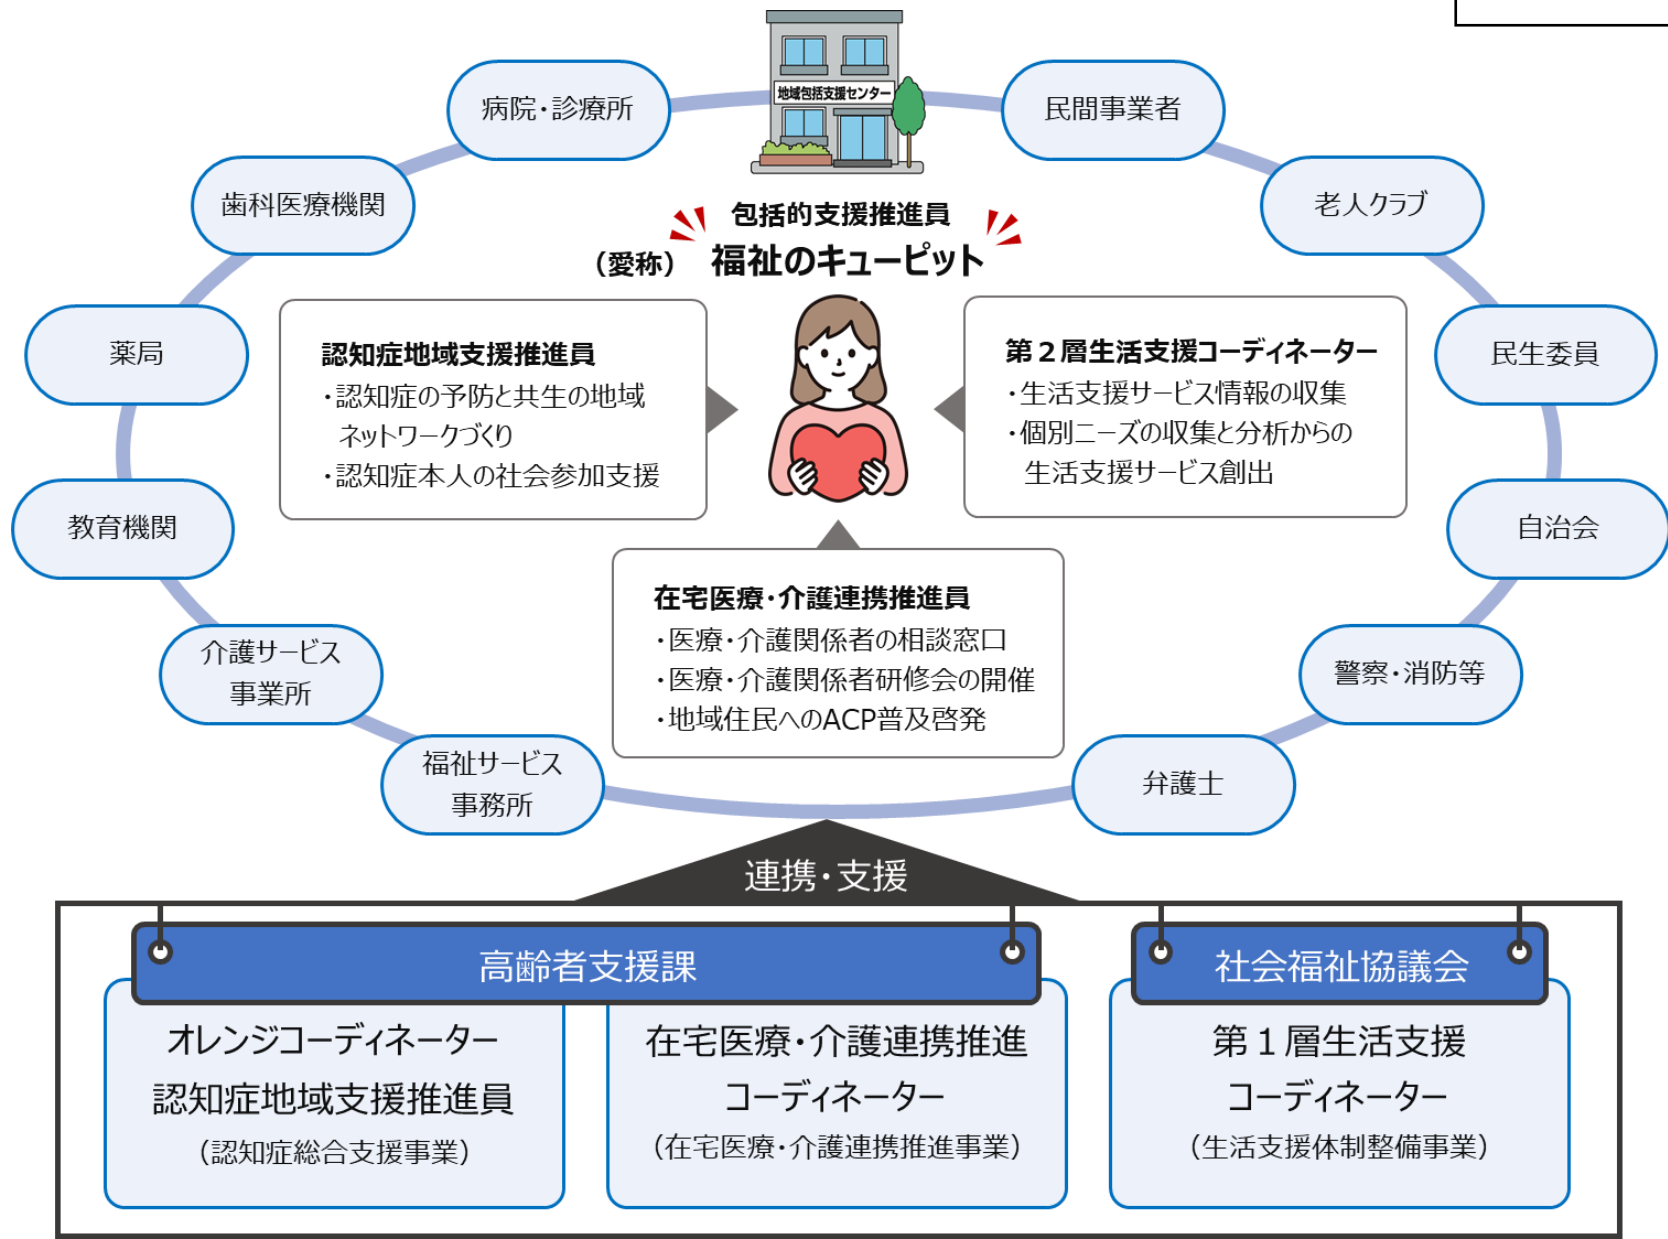 地域包括支援センター
病院・診療所
民間事業者
歯科医療機関
老人クラブ
包括的支援推進員
（愛称） 福祉のキューピット
薬局
民生委員
認知症地域支援推進員
・認知症の予防と共生の地域
ネットワークづくり
・認知症本人の社会参加支援
第２層生活支援コーディネーター
・生活支援サービス情報の収集
・個別ニーズの収集と分析からの
生活支援サービス創出
教育機関
自治会
在宅医療・介護連携推進員
・医療・介護関係者の相談窓口
・医療・介護関係者研修会の開催
・地域住民へのACP普及啓発
介護サービス
事業所
警察・消防等
福祉サービス
事務所
弁護士
連携・支援
高齢者支援課
社会福祉協議会
オレンジコーディネーター
認知症地域支援推進員
（認知症総合支援事業）
在宅医療・介護連携推進
コーディネーター
（在宅医療・介護連携推進事業）
第１層生活支援
コーディネーター
（生活支援体制整備事業）